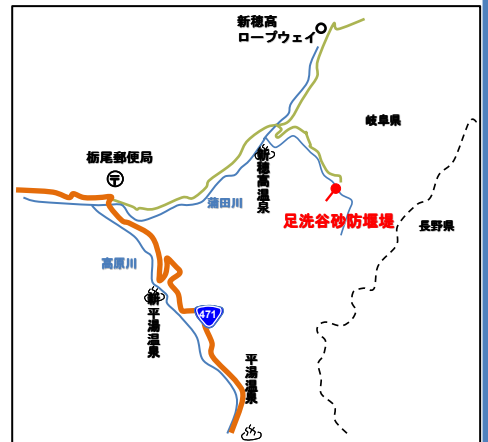 新穂高
ロープウェイ
岐阜県
栃尾郵便局
〒
新穂高温泉
蒲田川
足洗谷砂防堰堤
長野県
高原川
新平湯温泉
471
平湯温泉